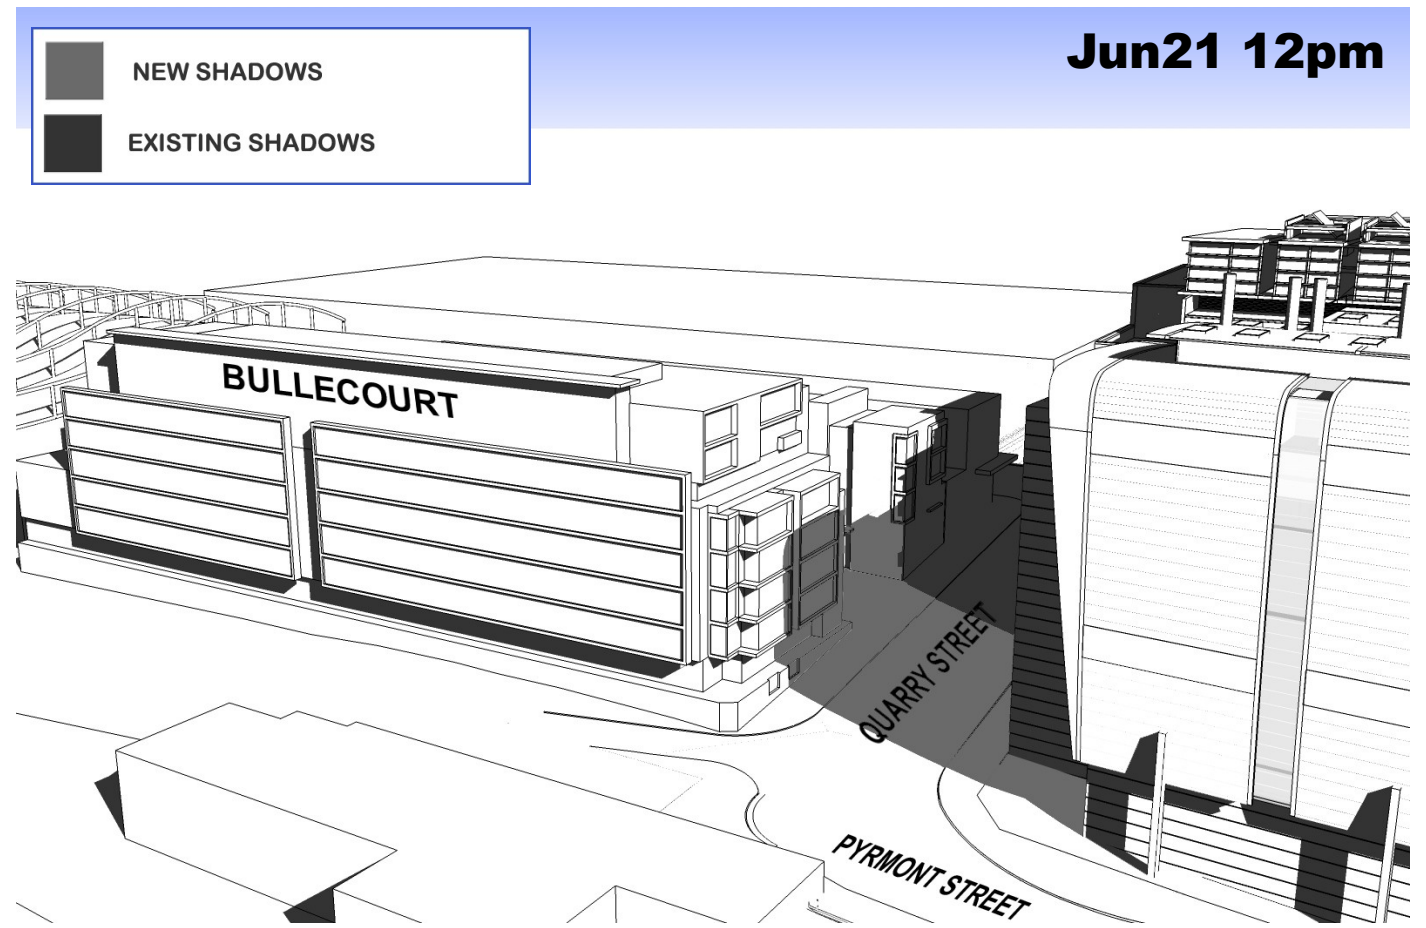 Jun21 12pm
NEW SHADOWS
EXISTING SHADOWS
BULLECOURT
QUARRY STREET
PYRMONT STREET